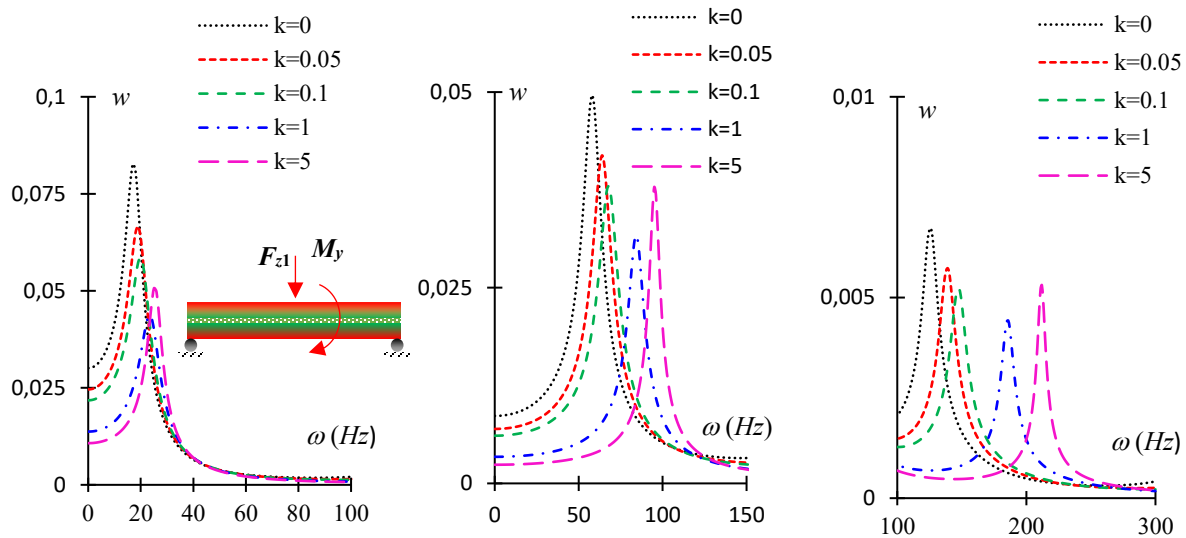 k=0
k=0.05
k=0.1
k=1
k=5
0,1
0,075
0,05
0,025
0
w
F_z1
M_y
ω (Hz)
0 20 40 60 80 100
k=0
k=0.05
k=0.1
k=1
k=5
0,05
0,025
0
w
ω (Hz)
0 50 100 150
k=0
k=0.05
k=0.1
k=1
k=5
0,01
0,005
0
w
ω (Hz)
100 200 300